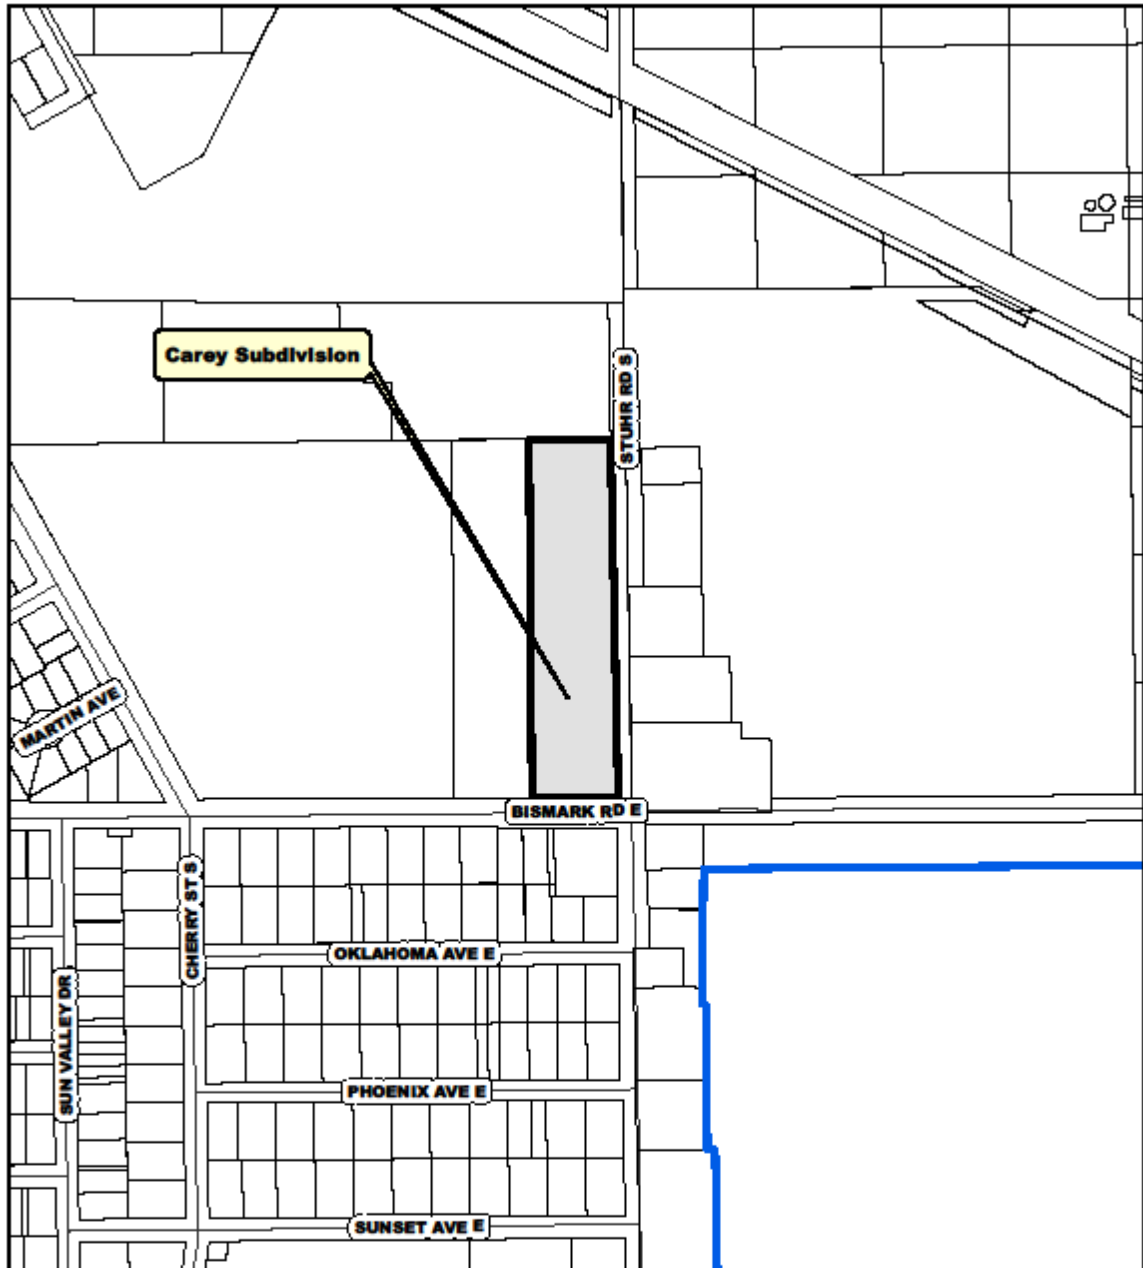 Carey Subdivision
STUHR RD S
MARTIN AVE
BISMARK RD E
CHERRY ST S
OKLAHOMA AVE E
SUN VALLEY DR
PHOENIX AVE E
SUNSET AVE E